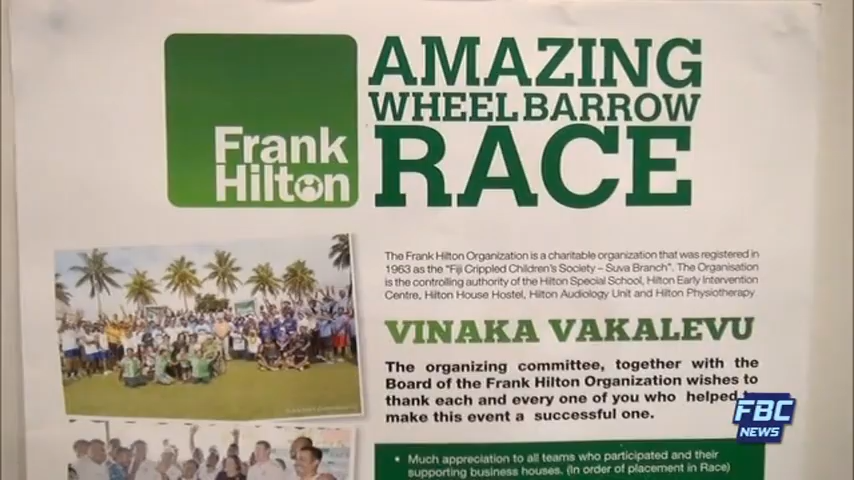 Frank
Hilton
AMAZING
WHEELBARROW
RACE
The Frank Hilton Organization is a charitable organization that was registered in
1963 as the "Fiji Crippled Children's Society – Suva Branch". The Organisation
is the controlling authority of the Hilton Special School, Hilton Early Intervention
Centre, Hilton House Hostel, Hilton Audiology Unit and Hilton Physiotherapy
VINAKA VAKALEVU
The organizing committee, together with the
Board of the Frank Hilton Organization wishes to
thank each and every one of you who helped
make this event a successful one.
• Much appreciation to all teams who participated and their
supporting business houses. (In order of placement in Race)
FBC
NEWS